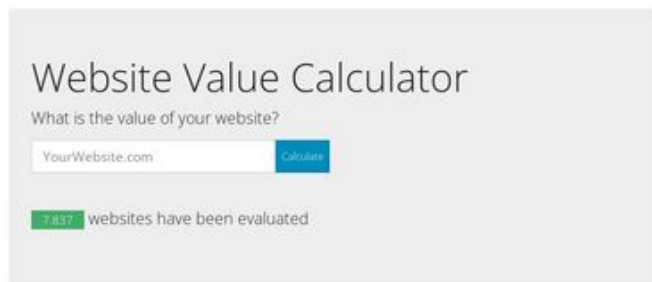 Website Value Calculator
What is the value of your website?
YourWebsite.com Calculate
7.837 websites have been evaluated